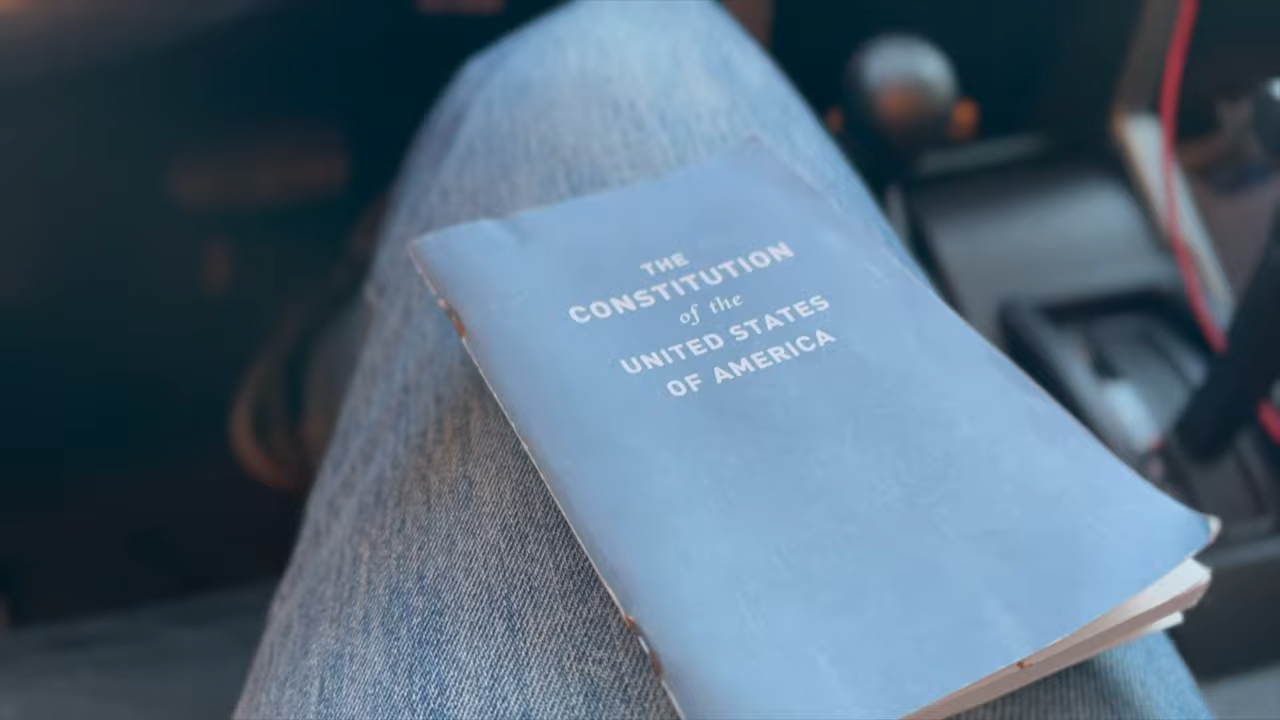 THE
CONSTITUTION
of the
UNITED STATES
OF AMERICA